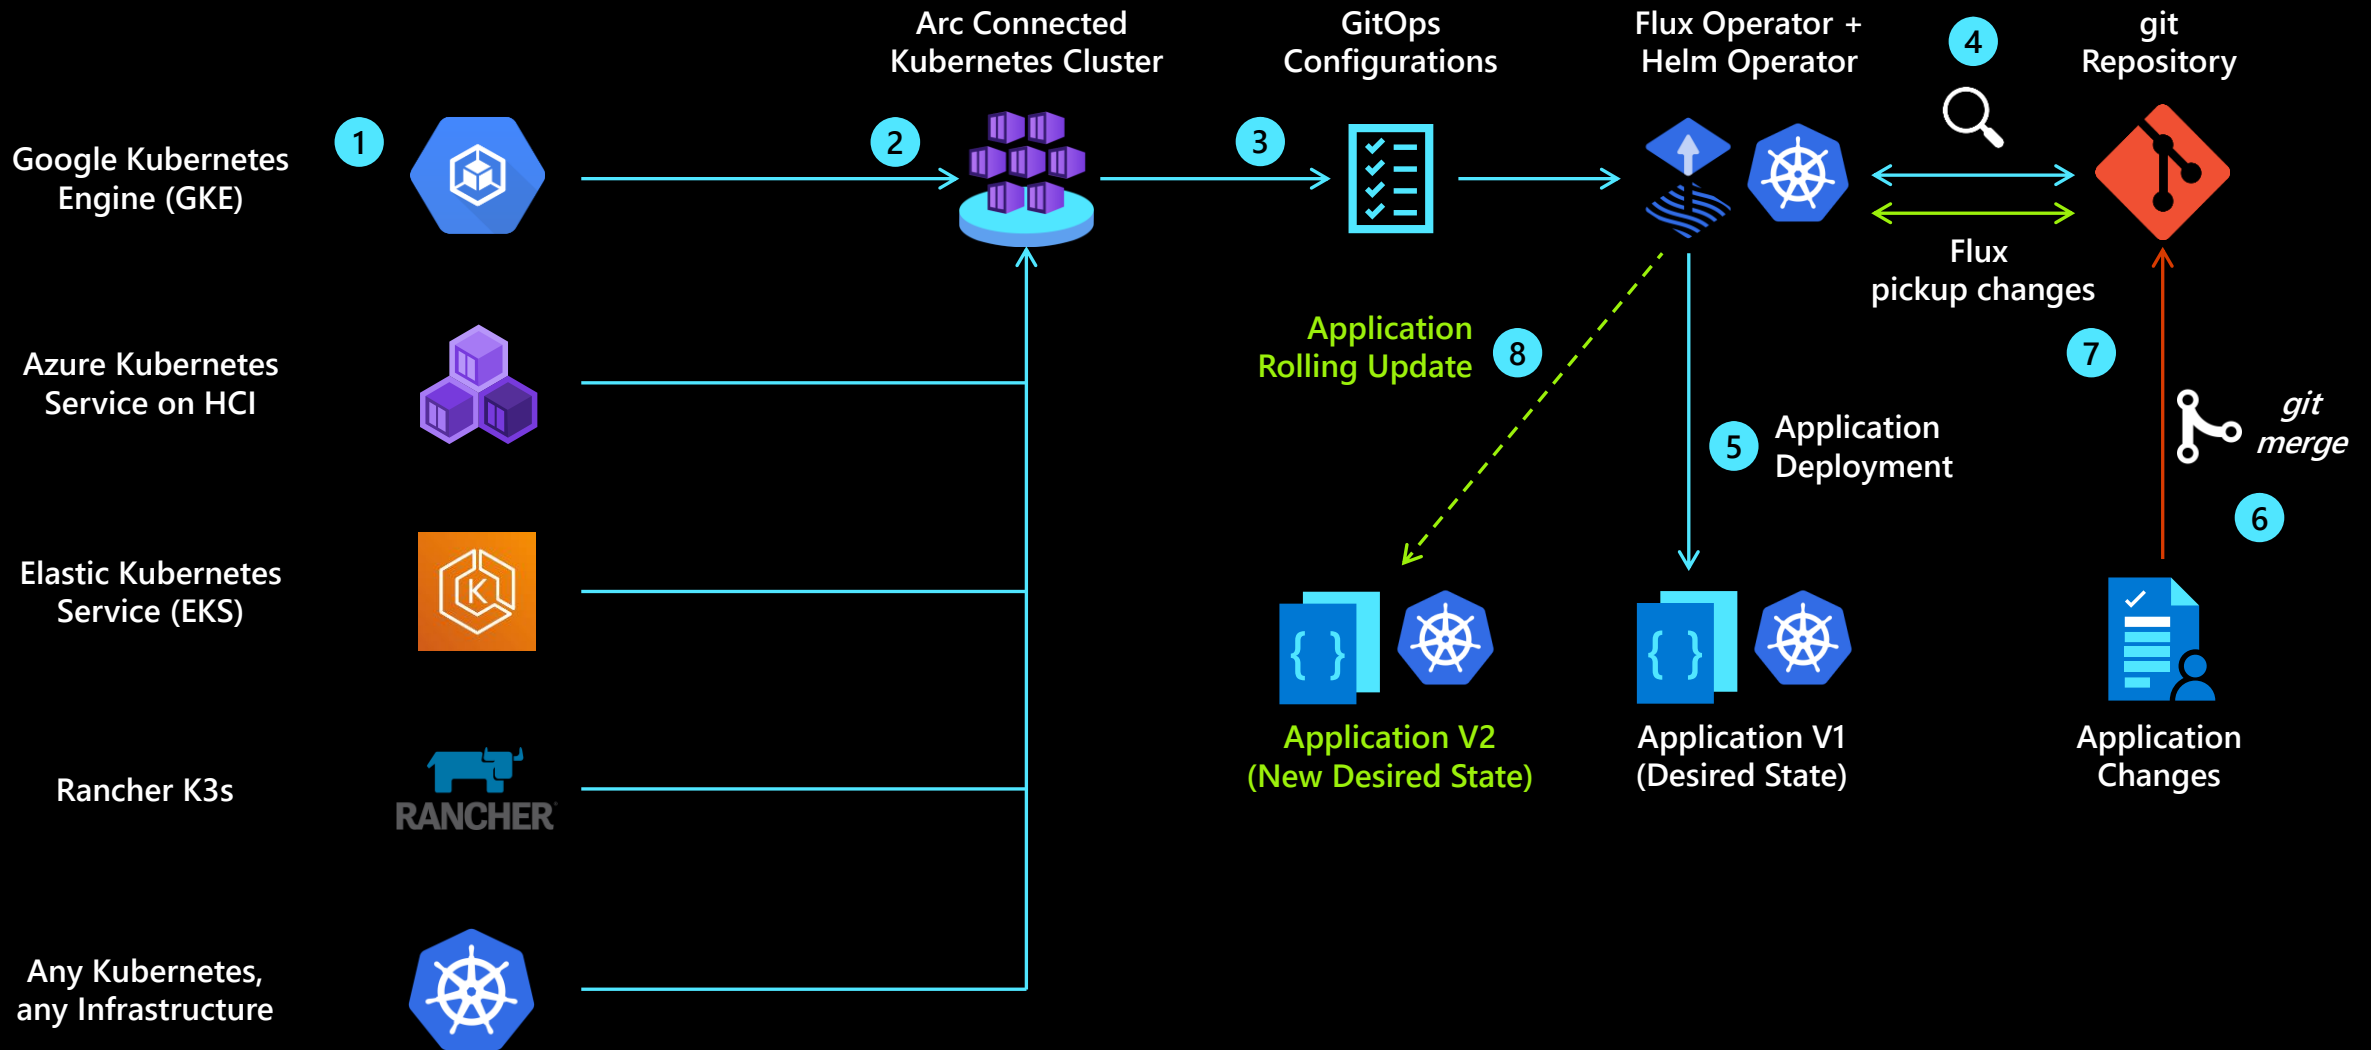 Arc Connected
Kubernetes Cluster
GitOps
Configurations
Flux Operator +
Helm Operator
4
git
Repository
1
2
3
Google Kubernetes
Engine (GKE)
Flux
pickup changes
Azure Kubernetes
Service on HCI
Application
Rolling Update
8
7
git
merge
5
Application
Deployment
6
Elastic Kubernetes
Service (EKS)
K
{ }
{ }
Application V2
(New Desired State)
Application V1
(Desired State)
Application
Changes
Rancher K3s
RANCHER
Any Kubernetes,
any Infrastructure